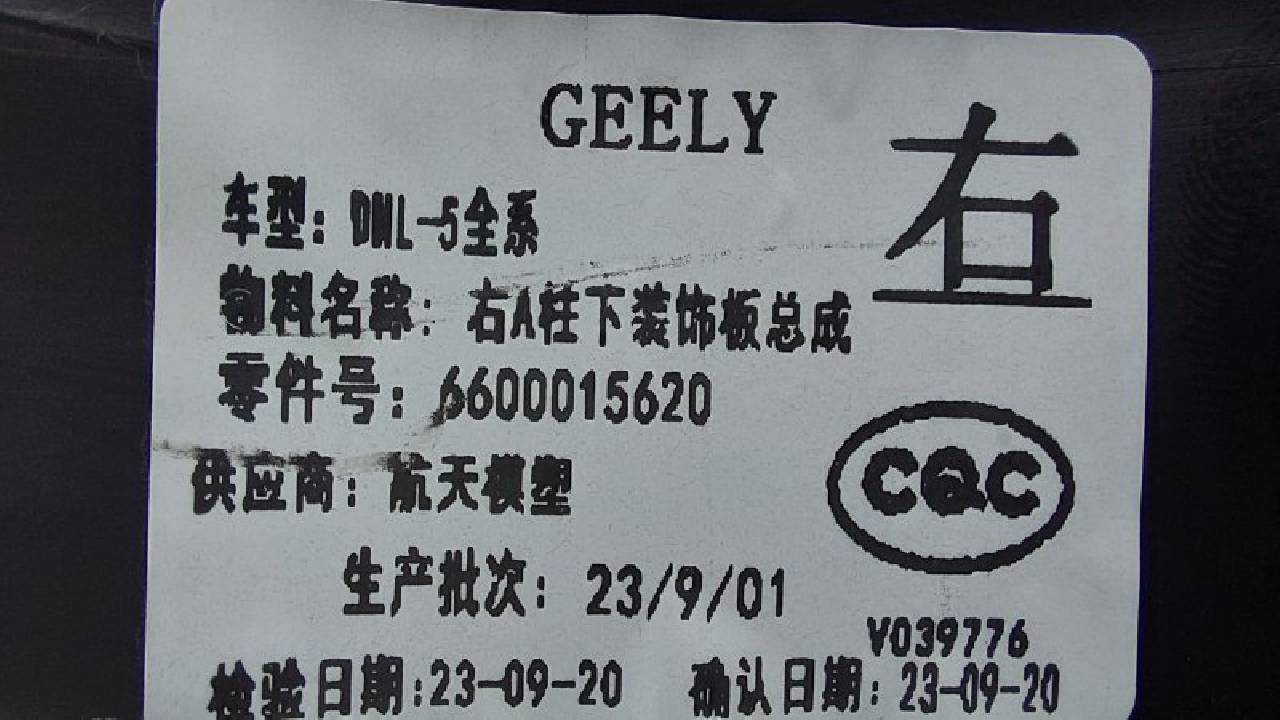 GEELY
右
车型：DNL-5全系
物料名称：右A柱下装饰板总成
零件号：6600015620
CQC
供应商：航天模塑
生产批次：23/9/01
V039776
检验日期：23-09-20 确认日期：23-09-20